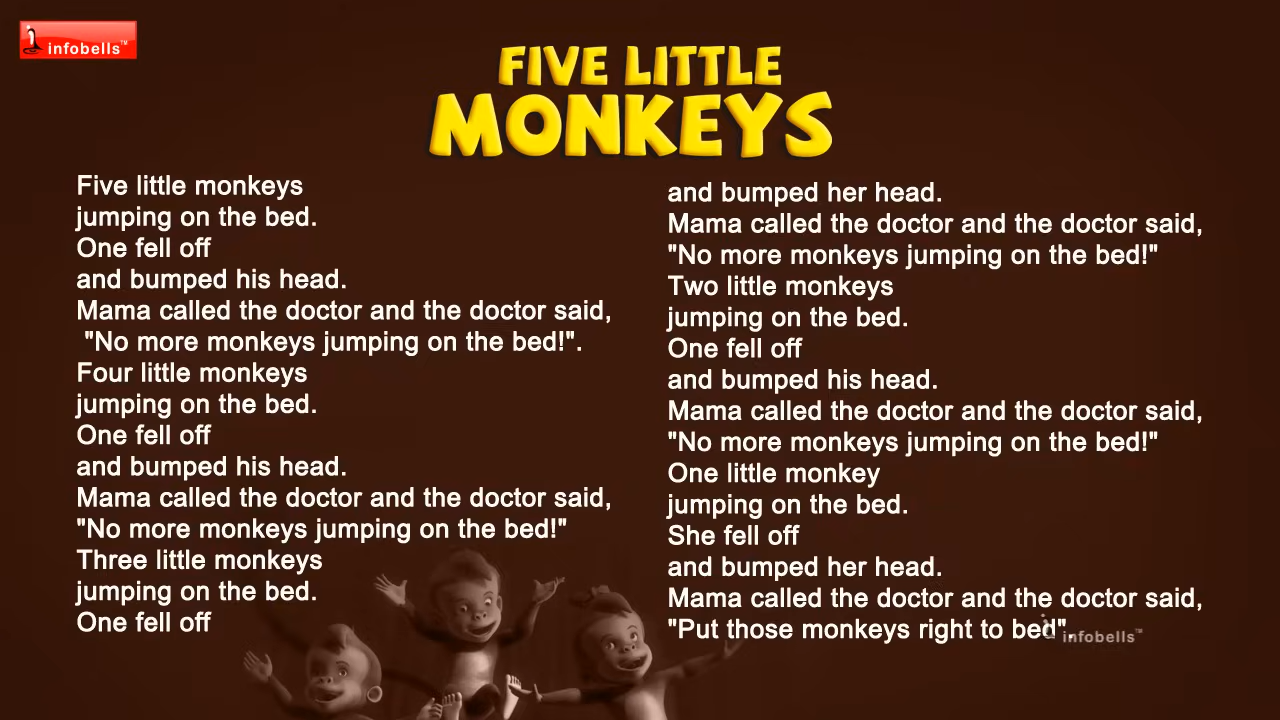 infobells™
FIVE LITTLE
MONKEYS
Five little monkeys
jumping on the bed.
One fell off
and bumped his head.
Mama called the doctor and the doctor said,
"No more monkeys jumping on the bed!".
Four little monkeys
jumping on the bed.
One fell off
and bumped his head.
Mama called the doctor and the doctor said,
"No more monkeys jumping on the bed!"
Three little monkeys
jumping on the bed.
One fell off
and bumped her head.
Mama called the doctor and the doctor said,
"No more monkeys jumping on the bed!"
Two little monkeys
jumping on the bed.
One fell off
and bumped his head.
Mama called the doctor and the doctor said,
"No more monkeys jumping on the bed!"
One little monkey
jumping on the bed.
She fell off
and bumped her head.
Mama called the doctor and the doctor said,
"Put those monkeys right to bed".
infobells™